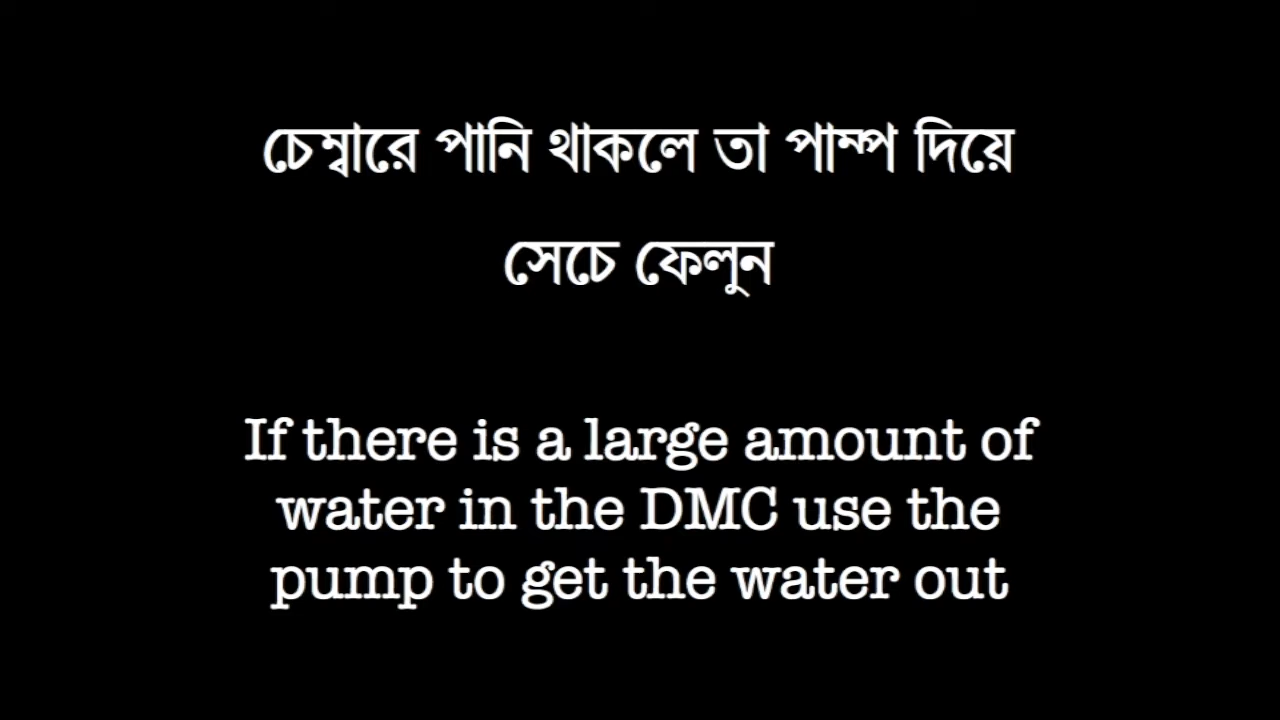 চেম্বারে পানি থাকলে তা পাম্প দিয়ে
সেচে ফেলুন
If there is a large amount of
water in the DMC use the
pump to get the water out